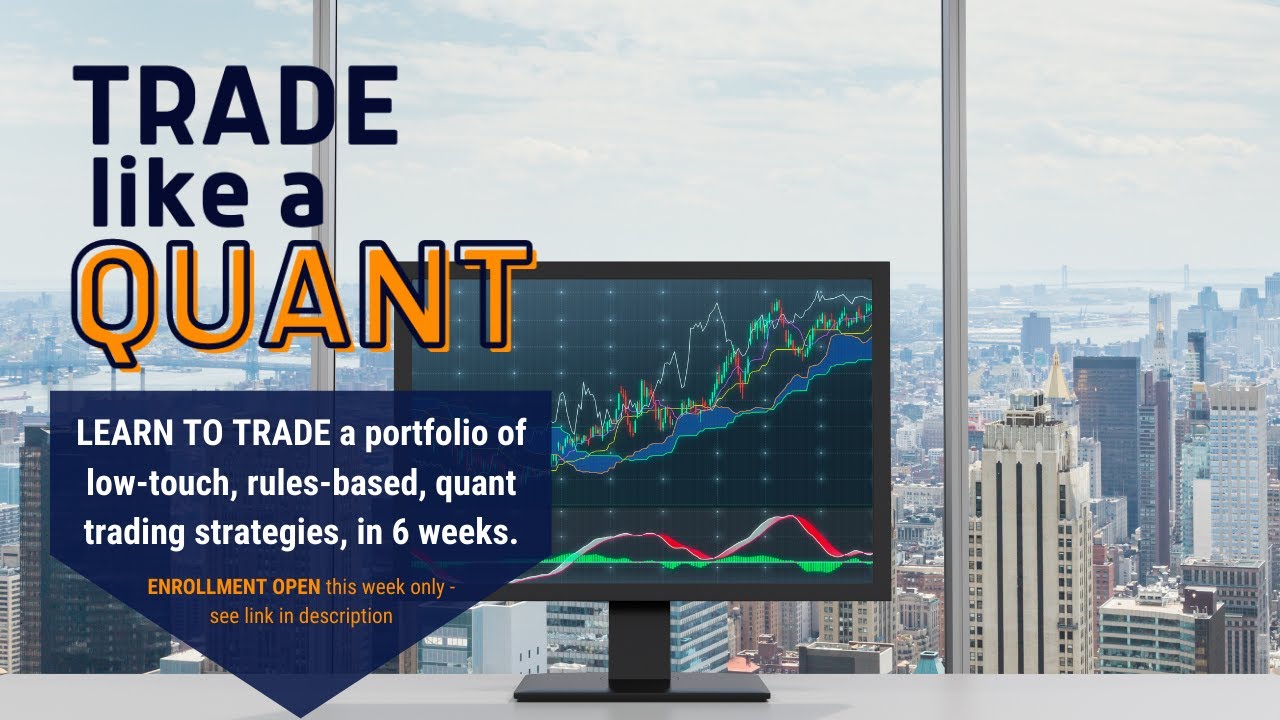 TRADE
like a
QUANT
LEARN TO TRADE a portfolio of
low-touch, rules-based, quant
trading strategies, in 6 weeks.
ENROLLMENT OPEN this week only -
see link in description